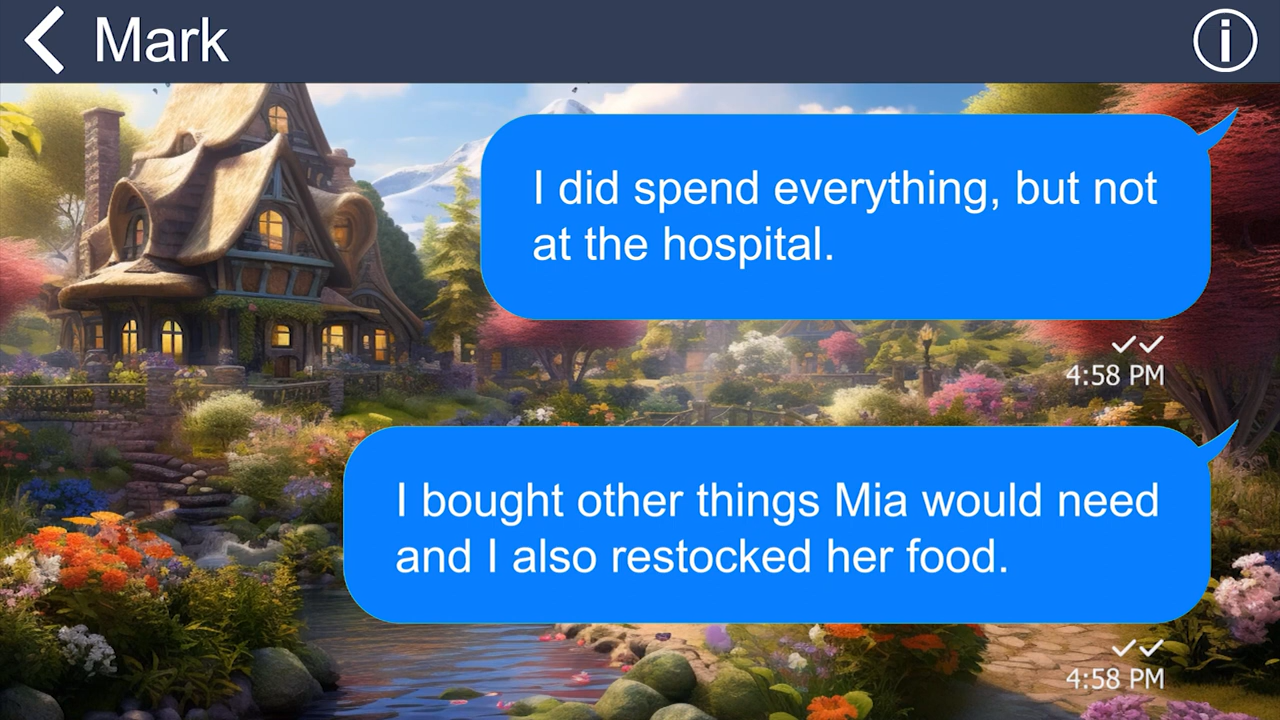 Mark
I did spend everything, but not
at the hospital.
4:58 PM
I bought other things Mia would need
and I also restocked her food.
4:58 PM